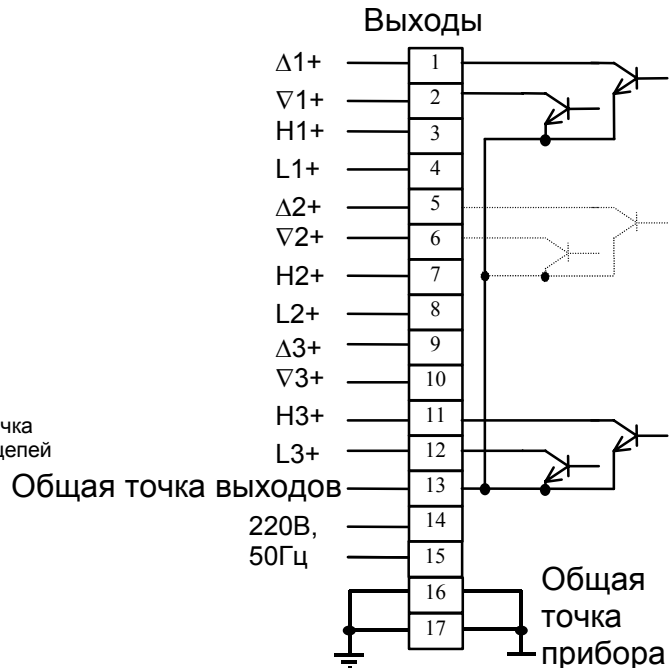 Выходы
∆1+ 1
∇1+ 2
H1+ 3
L1+ 4
∆2+ 5
∇2+ 6
H2+ 7
L2+ 8
∆3+ 9
∇3+ 10
H3+ 11
чка
цепей
L3+ 12
Общая точка выходов 13
220В, 14
50Гц 15
16
17
Общая
точка
прибора